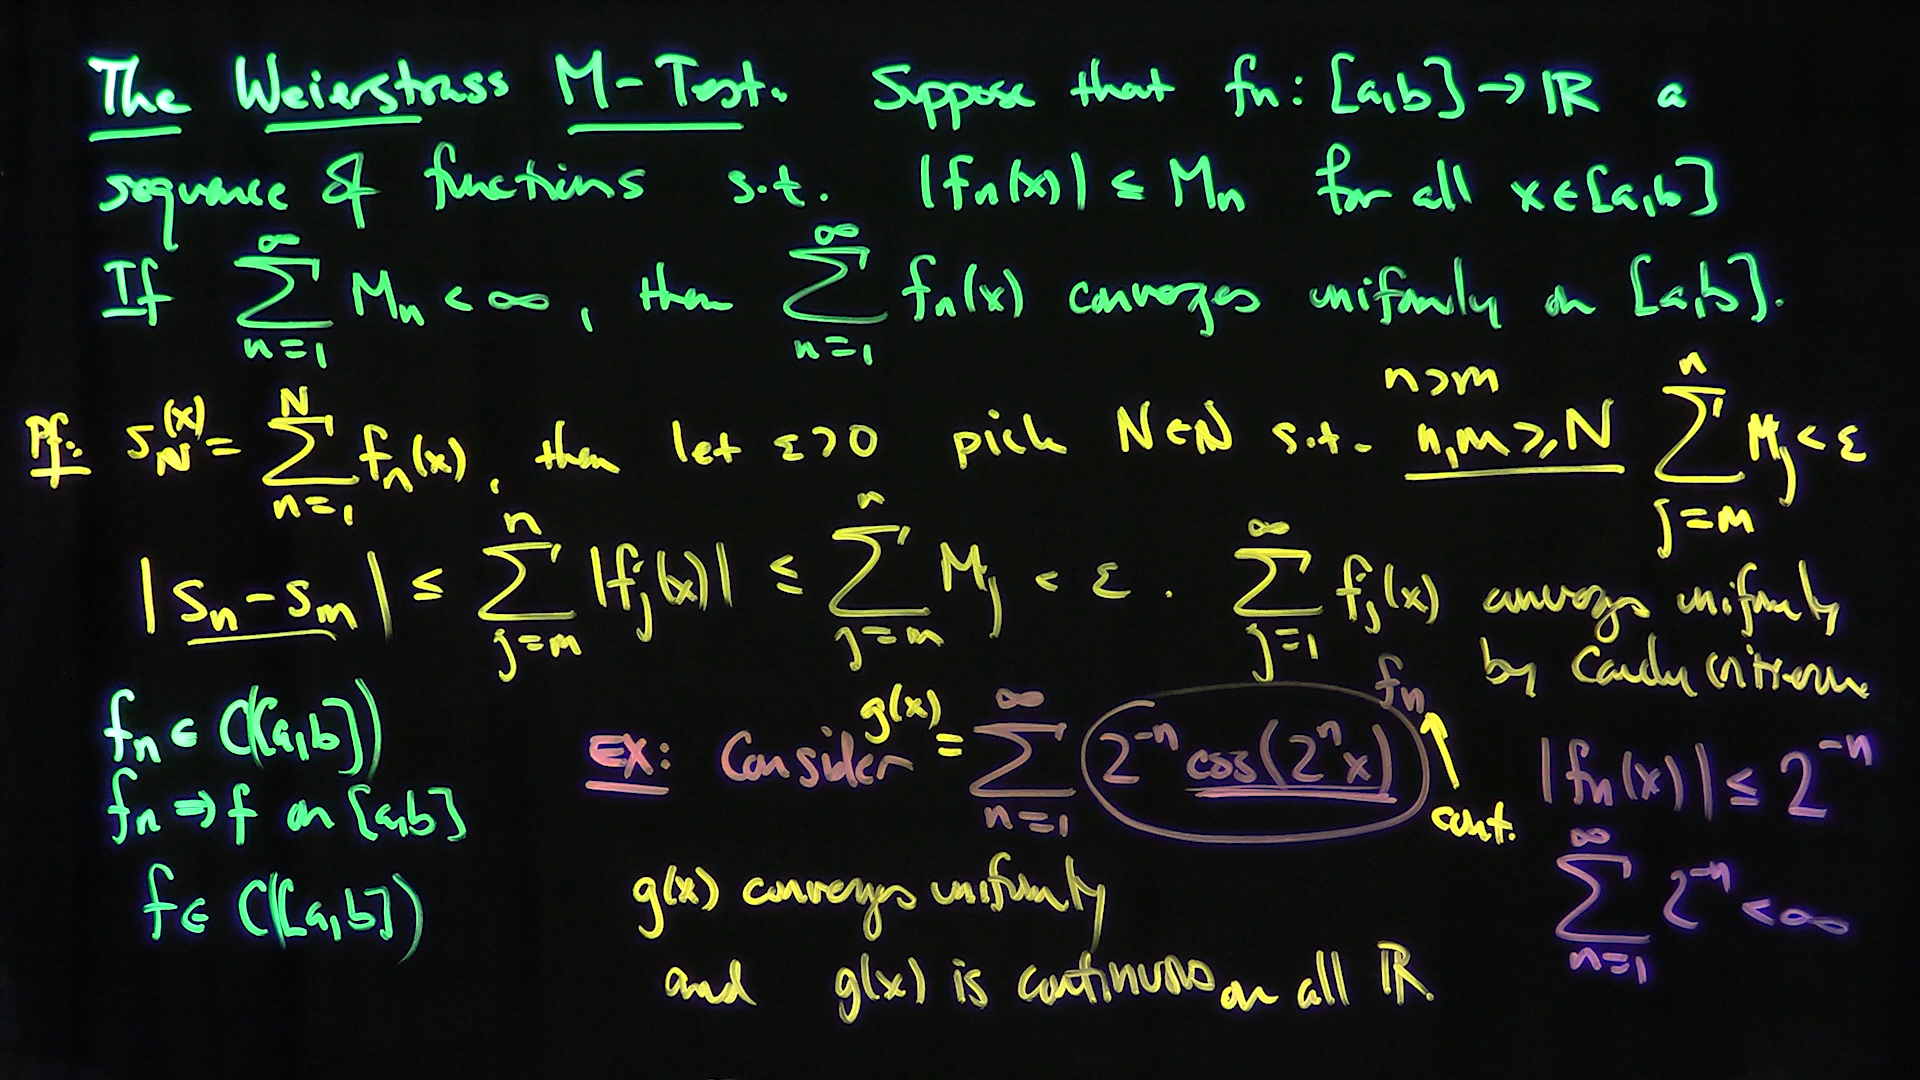 The Weierstrass M-Test. Suppose that fn: [a,b] → ℝ a
sequence of functions s.t. |fn(x)| ≤ Mn for all x∈[a,b]
If ∑_{n=1}^{∞} Mn < ∞, then ∑_{n=1}^{∞} fn(x) converges uniformly on [a,b].
Pf: S_N(x) = ∑_{n=1}^{N} fn(x), then let ε>0 pick N∈ℕ s.t. n>m n,m ≥ N ∑_{j=m}^{n} Mj < ε
|Sn - Sm| ≤ ∑_{j=m}^{n} |fj(x)| ≤ ∑_{j=m}^{n} Mj < ε. ∑_{j=1}^{∞} fj(x) converges uniformly
by Cauchy criterion
fn ∈ C([a,b])
fn ⇒ f on [a,b]
f ∈ C([a,b])
EX: Consider g(x) = ∑_{n=1}^{∞} 2^{-n} cos(2^n x) fn
cont.
|fn(x)| ≤ 2^{-n}
∑_{n=1}^{∞} 2^{-n} < ∞
g(x) converges uniformly
and g(x) is continuous on all ℝ.